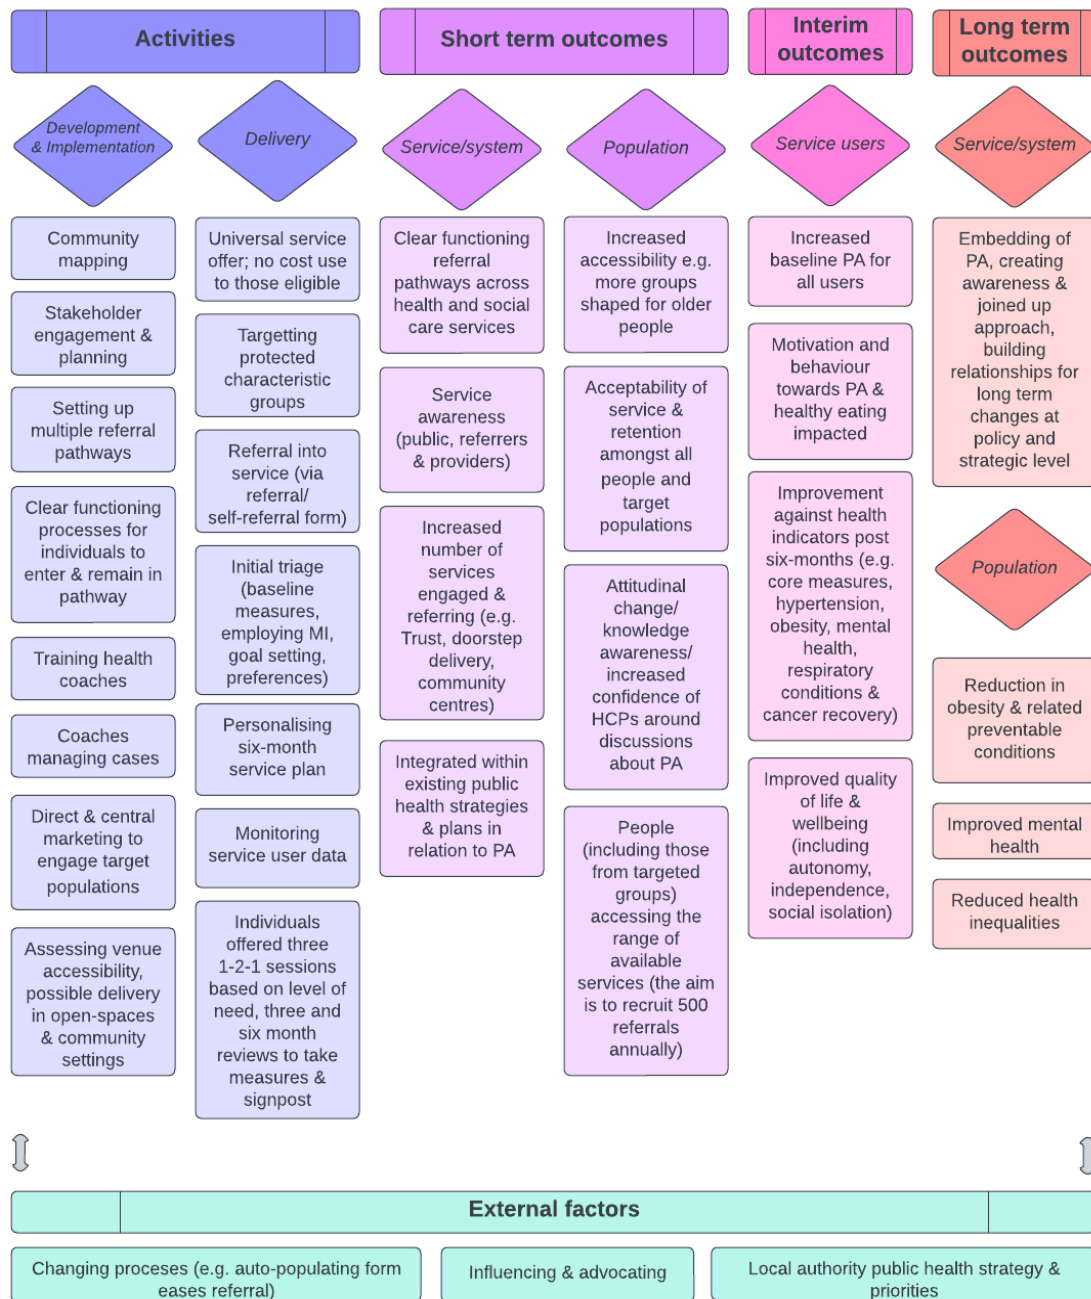 Activities
Development
& Implementation
Community
mapping
Stakeholder
engagement &
planning
Setting up
multiple referral
pathways
Clear functioning
processes for
individuals to
enter & remain in
pathway
Training health
coaches
Coaches
managing cases
Direct & central
marketing to
engage target
populations
Assessing venue
accessibility,
possible delivery
in open-spaces
& community
settings
Delivery
Universal service
offer; no cost use
to those eligible
Targetting
protected
characteristic
groups
Referral into
service (via
referral/
self-referral form)
Initial triage
(baseline
measures,
employing MI,
goal setting,
preferences)
Personalising
six-month
service plan
Monitoring
service user data
Individuals
offered three
1-2-1 sessions
based on level of
need, three and
six month
reviews to take
measures &
signpost
Short term outcomes
Service/system
Clear functioning
referral
pathways across
health and social
care services
Service
awareness
(public, referrers
& providers)
Increased
number of
services
engaged &
referring (e.g.
Trust, doorstep
delivery,
community
centres)
Integrated within
existing public
health strategies
& plans in
relation to PA
Population
Increased
accessibility e.g.
more groups
shaped for older
people
Acceptability of
service &
retention
amongst all
people and
target
populations
Attitudinal
change/
knowledge
awareness/
increased
confidence of
HCPs around
discussions
about PA
People
(including those
from targeted
groups)
accessing the
range of
available
services (the aim
is to recruit 500
referrals
annually)
Interim
outcomes
Service users
Increased
baseline PA for
all users
Motivation and
behaviour
towards PA &
healthy eating
impacted
Improvement
against health
indicators post
six-months (e.g.
core measures,
hypertension,
obesity, mental
health,
respiratory
conditions &
cancer recovery)
Improved quality
of life &
wellbeing
(including
autonomy,
independence,
social isolation)
Long term
outcomes
Service/system
Embedding of
PA, creating
awareness &
joined up
approach,
building
relationships for
long term
changes at
policy and
strategic level
Population
Reduction in
obesity & related
preventable
conditions
Improved mental
health
Reduced health
inequalities
External factors
Changing proceses (e.g. auto-populating form
eases referral)
Influencing & advocating
Local authority public health strategy &
priorities